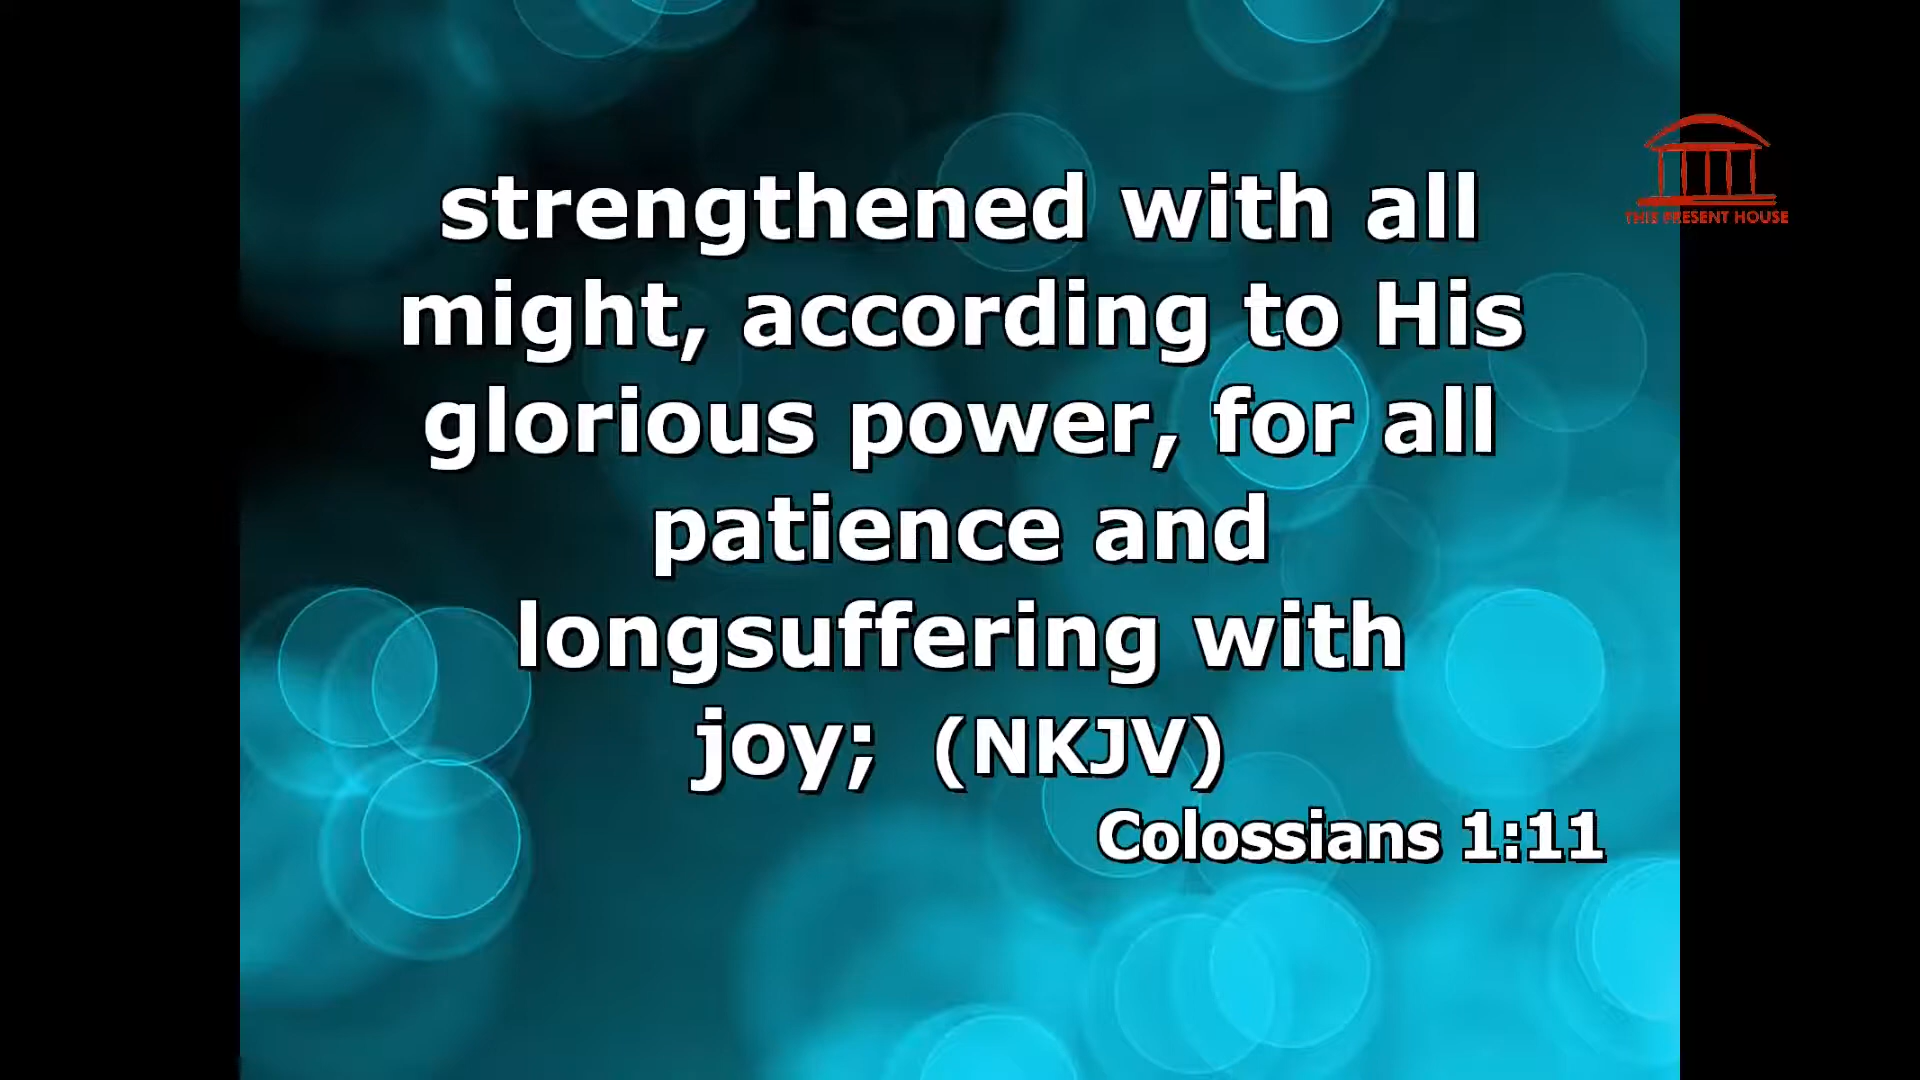 strengthened with all
might, according to His
glorious power, for all
patience and
longsuffering with
joy; (NKJV)
Colossians 1:11
THIS PRESENT HOUSE